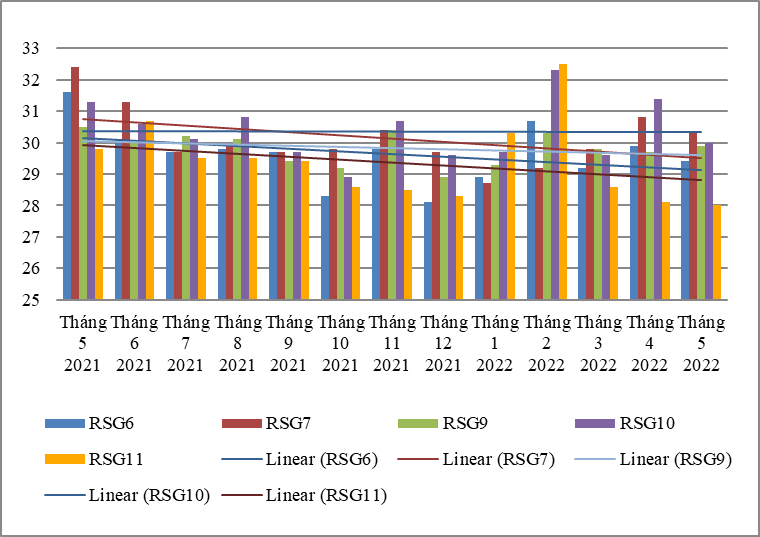 33
32
31
30
29
28
27
26
25
Tháng Tháng Tháng Tháng Tháng Tháng Tháng Tháng Tháng Tháng Tháng Tháng Tháng
5 6 7 8 9 10 11 12 1 2 3 4 5
2021 2021 2021 2021 2021 2021 2021 2021 2022 2022 2022 2022 2022
RSG6 RSG7 RSG9 RSG10
RSG11 Linear (RSG6) Linear (RSG7) Linear (RSG9)
Linear (RSG10) Linear (RSG11)